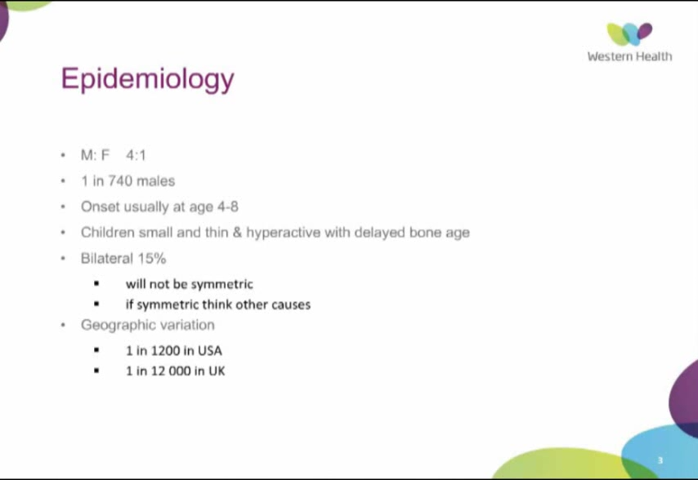 Western Health
Epidemiology
• M: F 4:1
• 1 in 740 males
• Onset usually at age 4-8
• Children small and thin & hyperactive with delayed bone age
• Bilateral 15%
▪ will not be symmetric
▪ if symmetric think other causes
• Geographic variation
▪ 1 in 1200 in USA
▪ 1 in 12 000 in UK
3